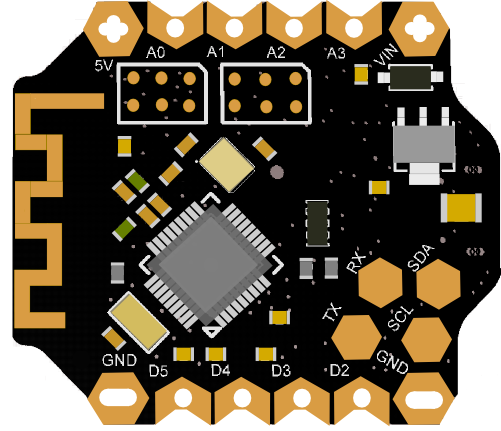 5V A0 A1 A2 A3 VIN
RX SDA
TX SCL
GND GND
D5 D4 D3 D2